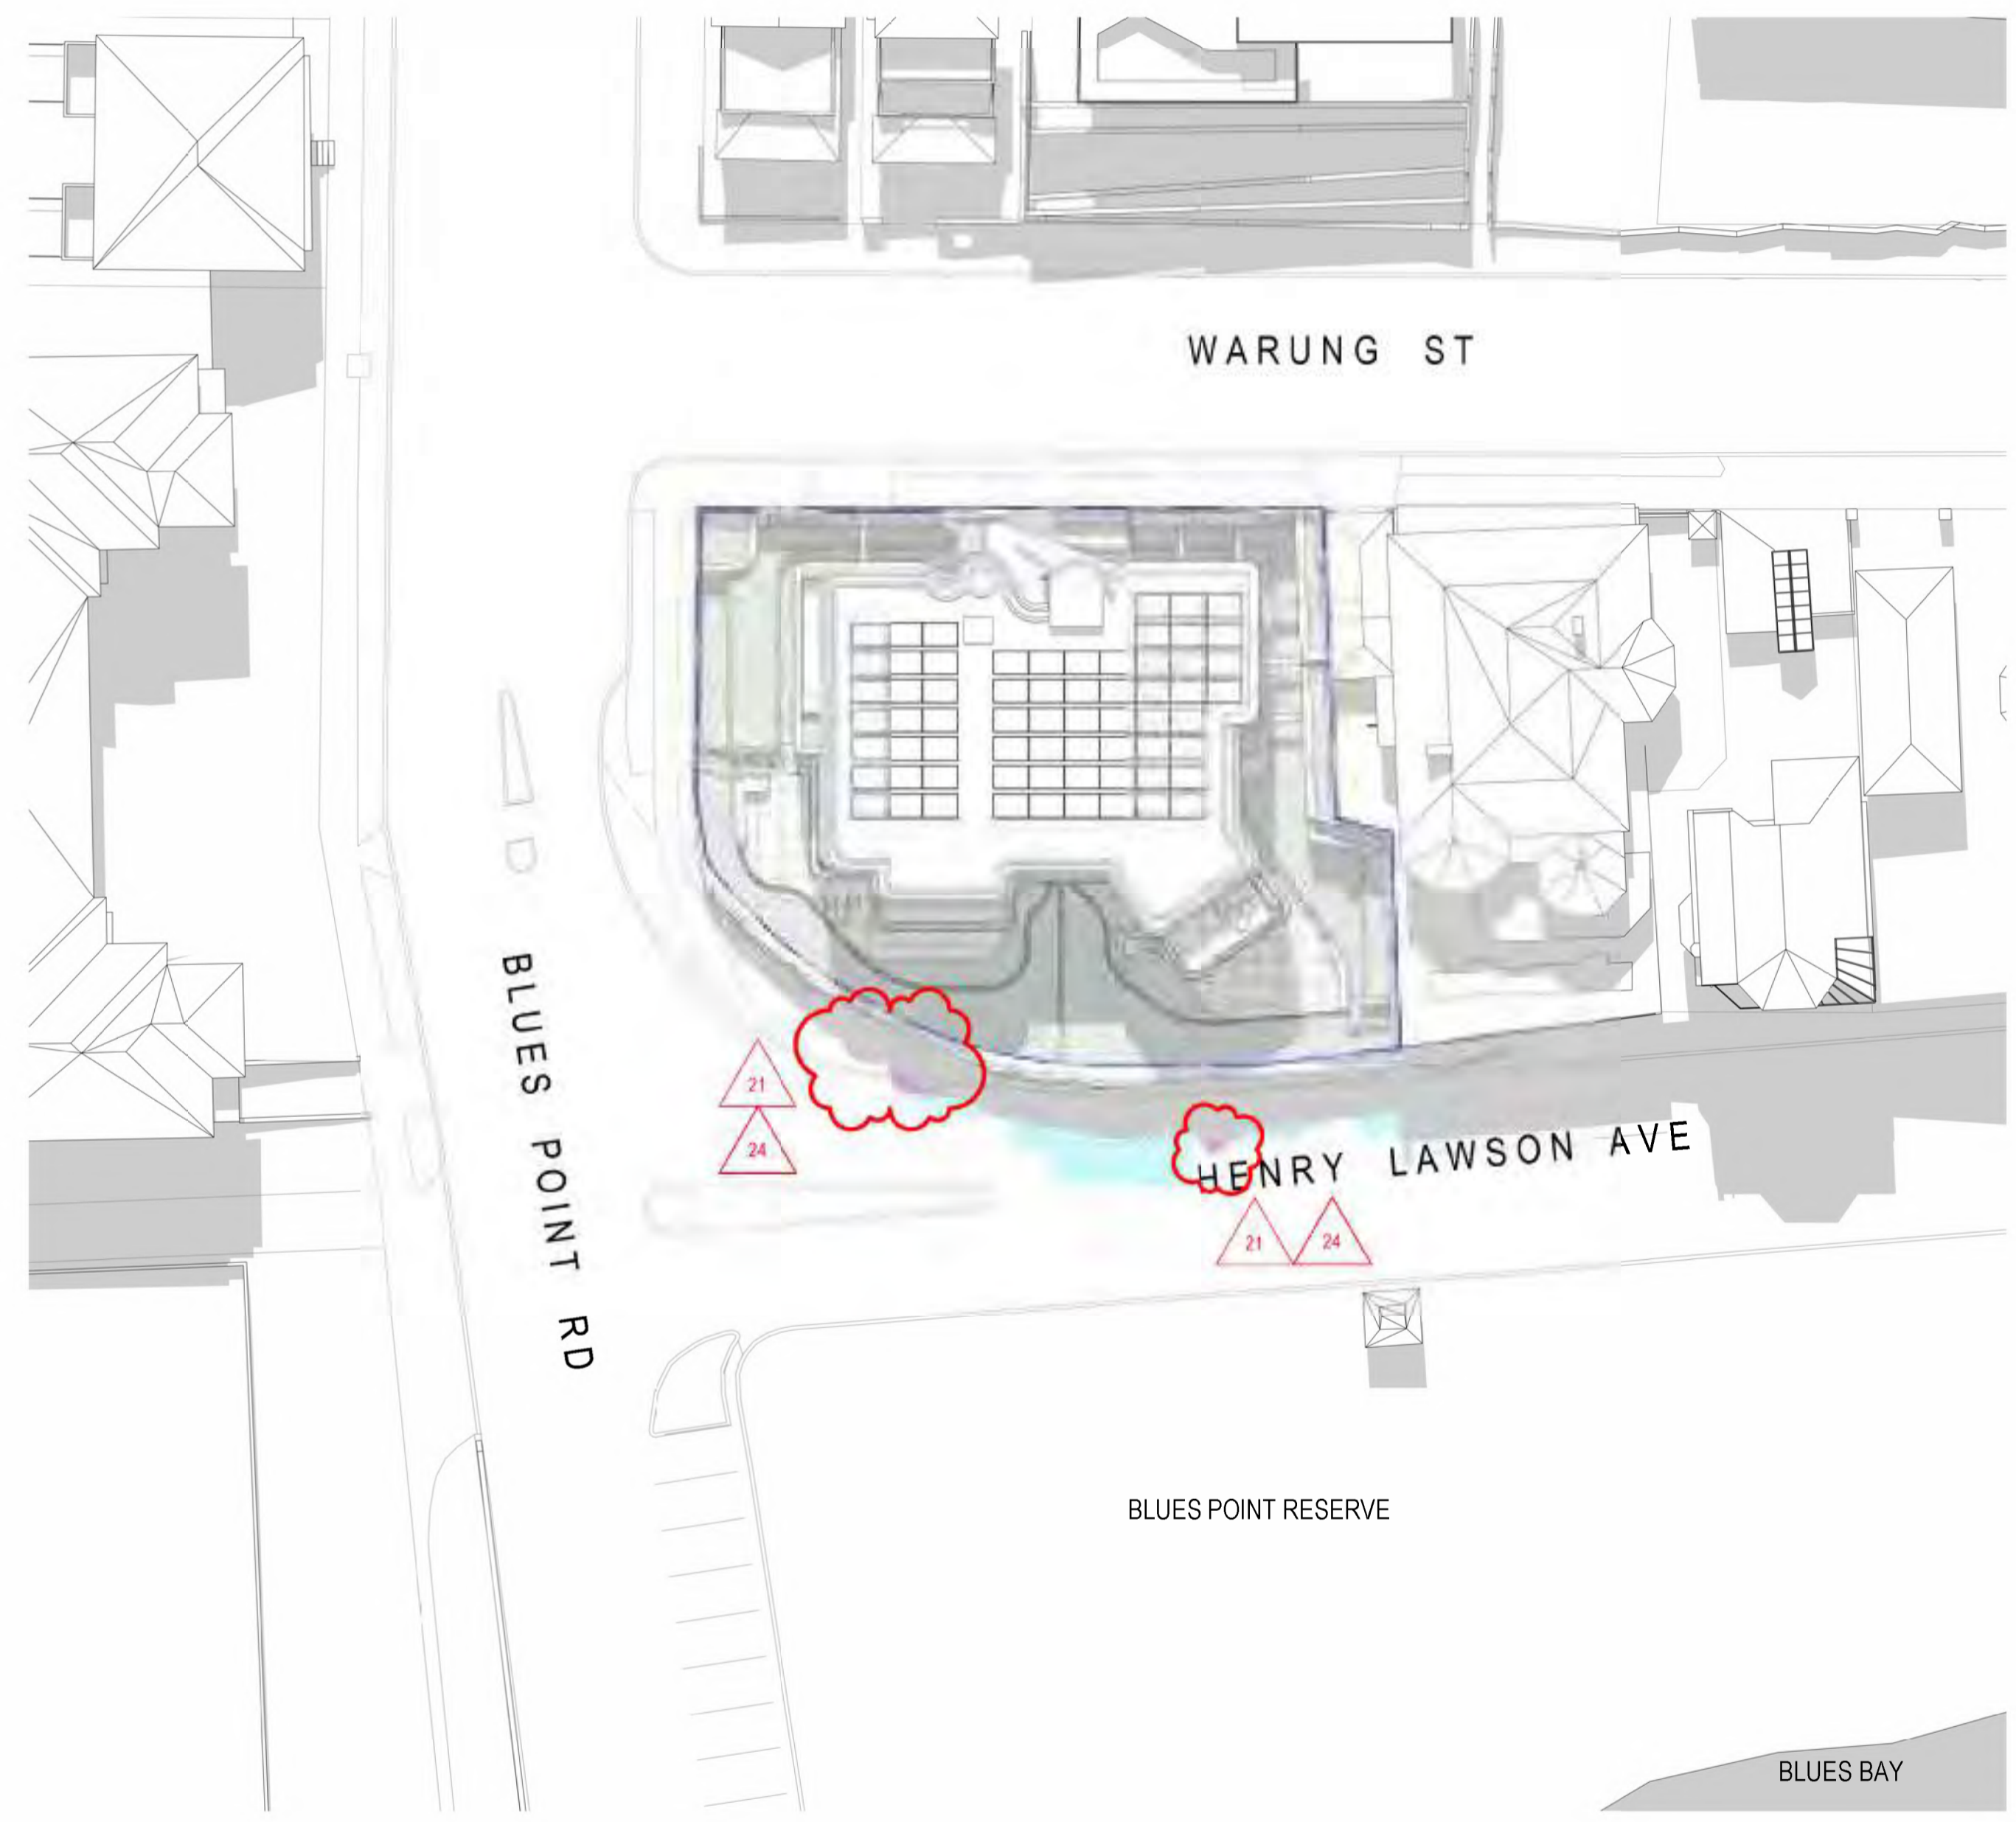 WARUNG ST
BLUES POINT RD
21
24
HENRY LAWSON AVE
21
24
BLUES POINT RESERVE
BLUES BAY